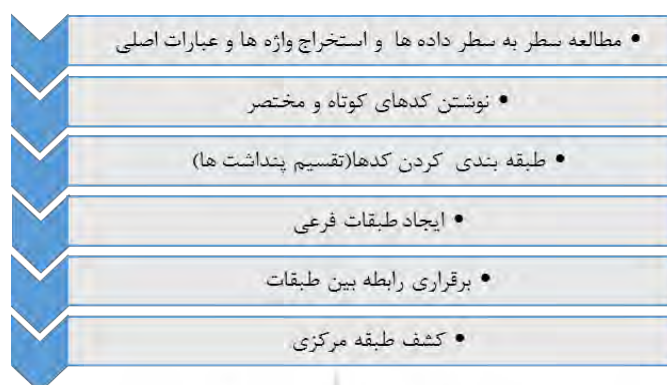 • مطالعه سطر به سطر داده ها و استخراج واژه ها و عبارات اصلی
• نوشتن کدهای کوتاه و مختصر
• طبقه بندی کردن کدها(تقسیم پنداشت ها)
• ایجاد طبقات فرعی
• برقراری رابطه بین طبقات
• کشف طبقه مرکزی